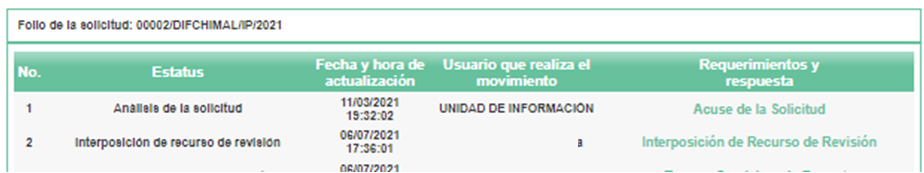 Folio de la solicitud: 00002/DIFCHIMAL/IP/2021
No. Estatus Fecha y hora de actualización Usuario que realiza el movimiento Requerimientos y respuesta
1 Análisis de la solicitud 11/03/2021 19:32:02 UNIDAD DE INFORMACIÓN Acuse de la Solicitud
2 Interposición de recurso de revisión 06/07/2021 17:36:01 a Interposición de Recurso de Revisión
06/07/2021